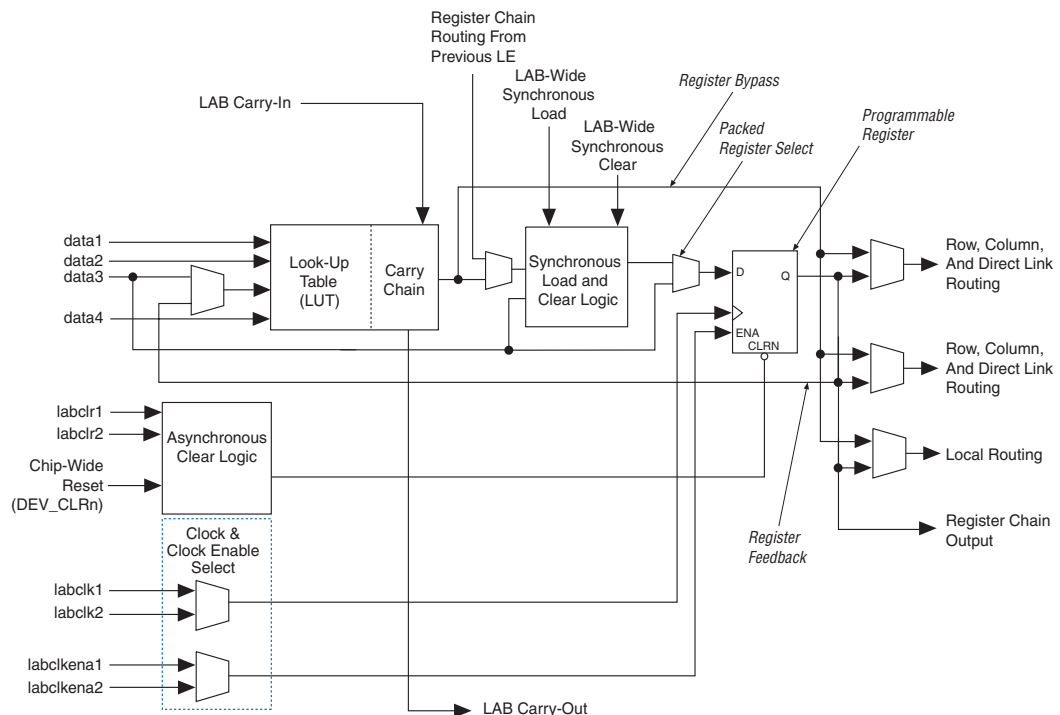 Register Chain
Routing From
Previous LE
LAB-Wide
Synchronous
Load
Register Bypass
LAB Carry-In
LAB-Wide
Synchronous
Clear
Packed
Register Select
Programmable
Register
data1
data2
data3
data4
Look-Up
Table
(LUT)
Carry
Chain
Synchronous
Load and
Clear Logic
D
Q
ENA
CLRN
Row, Column,
And Direct Link
Routing
Row, Column,
And Direct Link
Routing
labclr1
labclr2
Chip-Wide
Reset
(DEV_CLRn)
Asynchronous
Clear Logic
Local Routing
Register
Feedback
Register Chain
Output
Clock &
Clock Enable
Select
labclk1
labclk2
labclkena1
labclkena2
LAB Carry-Out